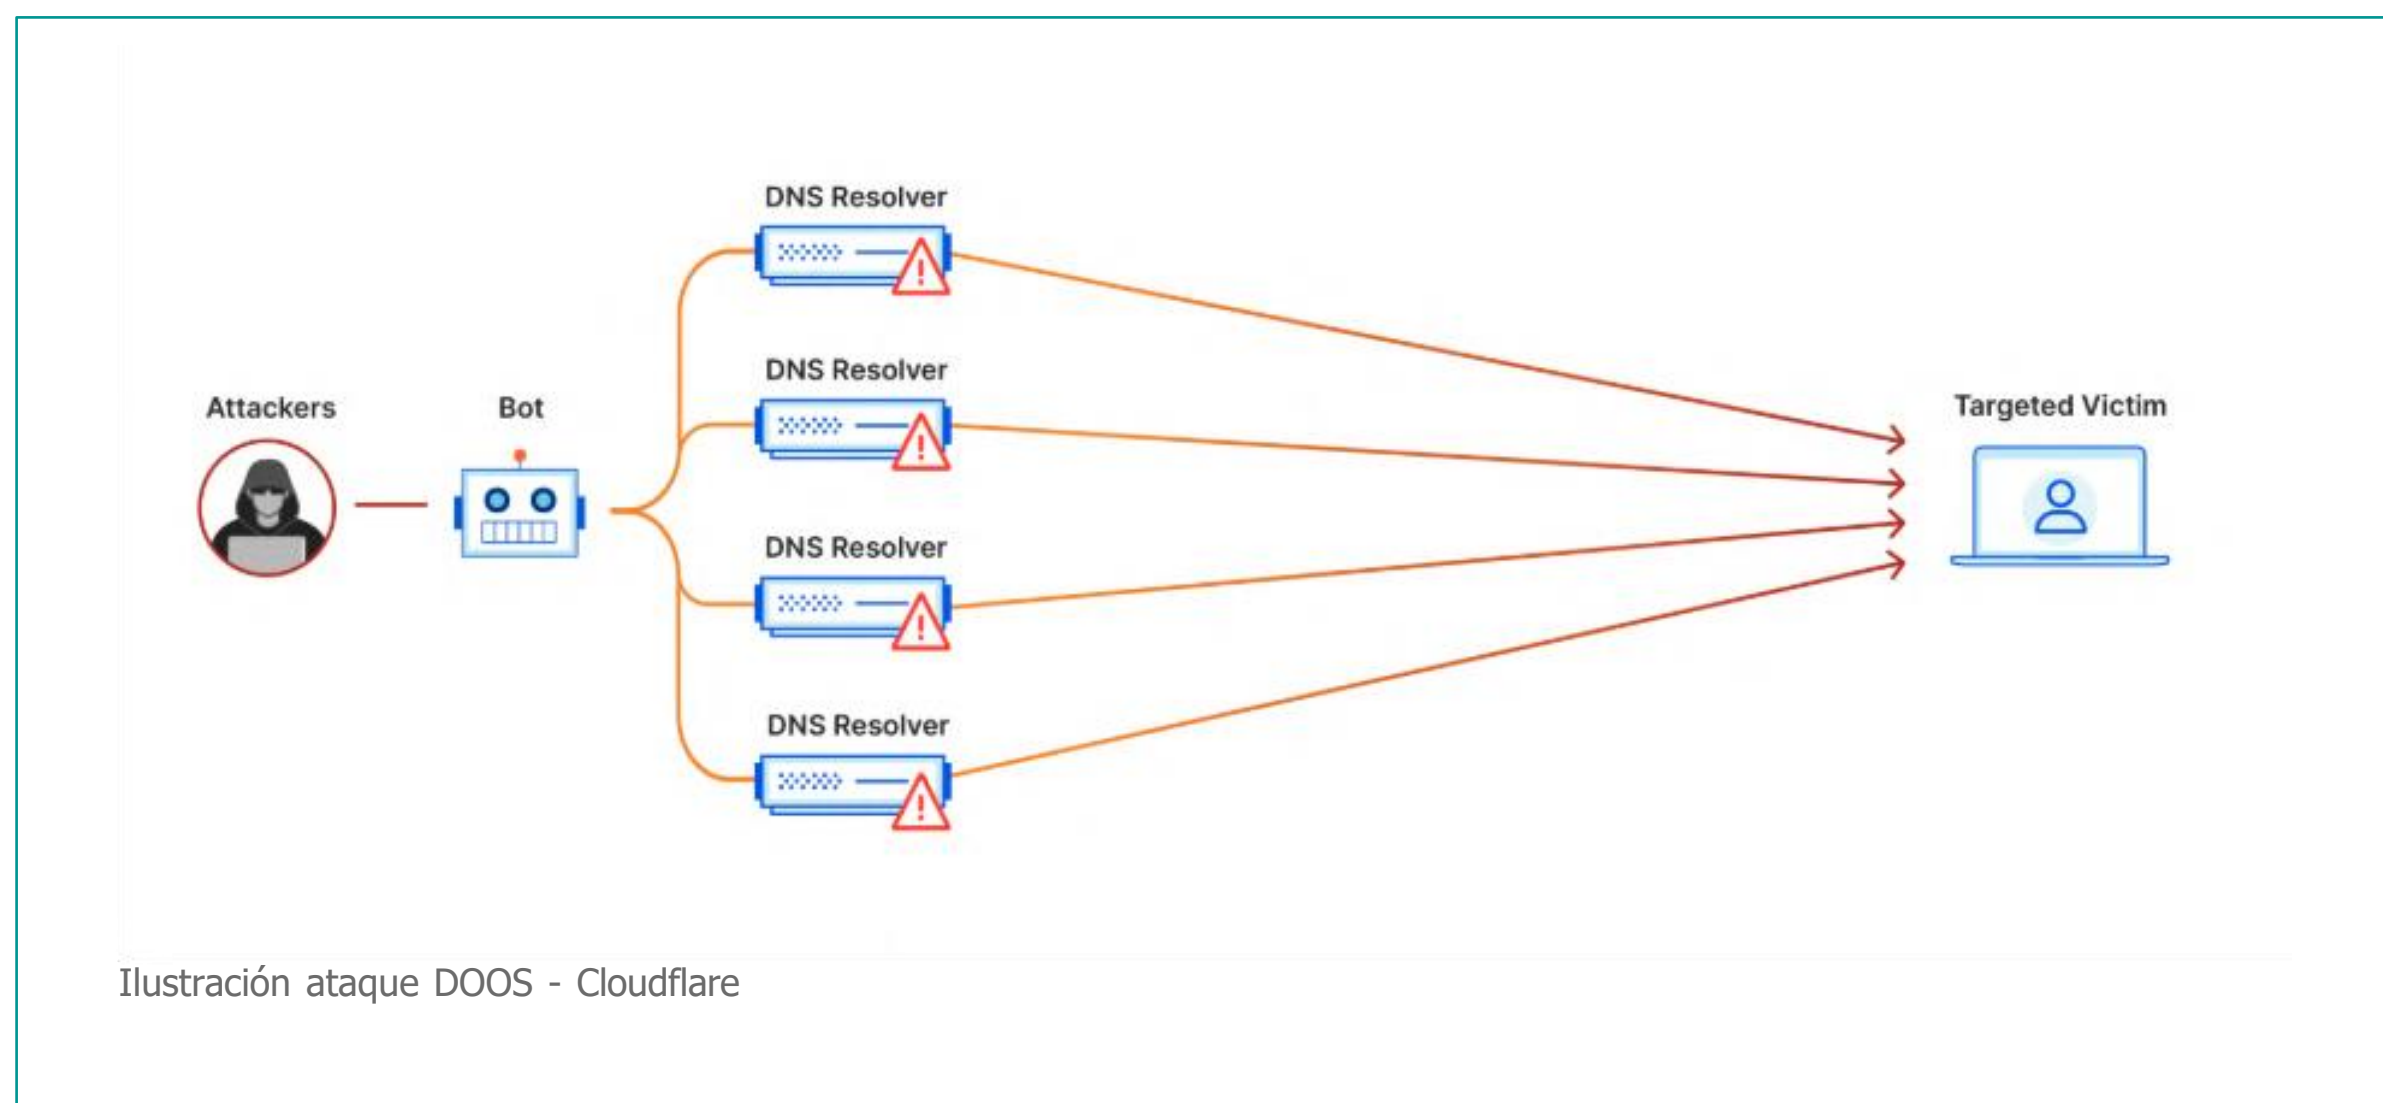 DNS Resolver
DNS Resolver
Attackers
Bot
Targeted Victim
DNS Resolver
DNS Resolver
Ilustración ataque DOOS - Cloudflare